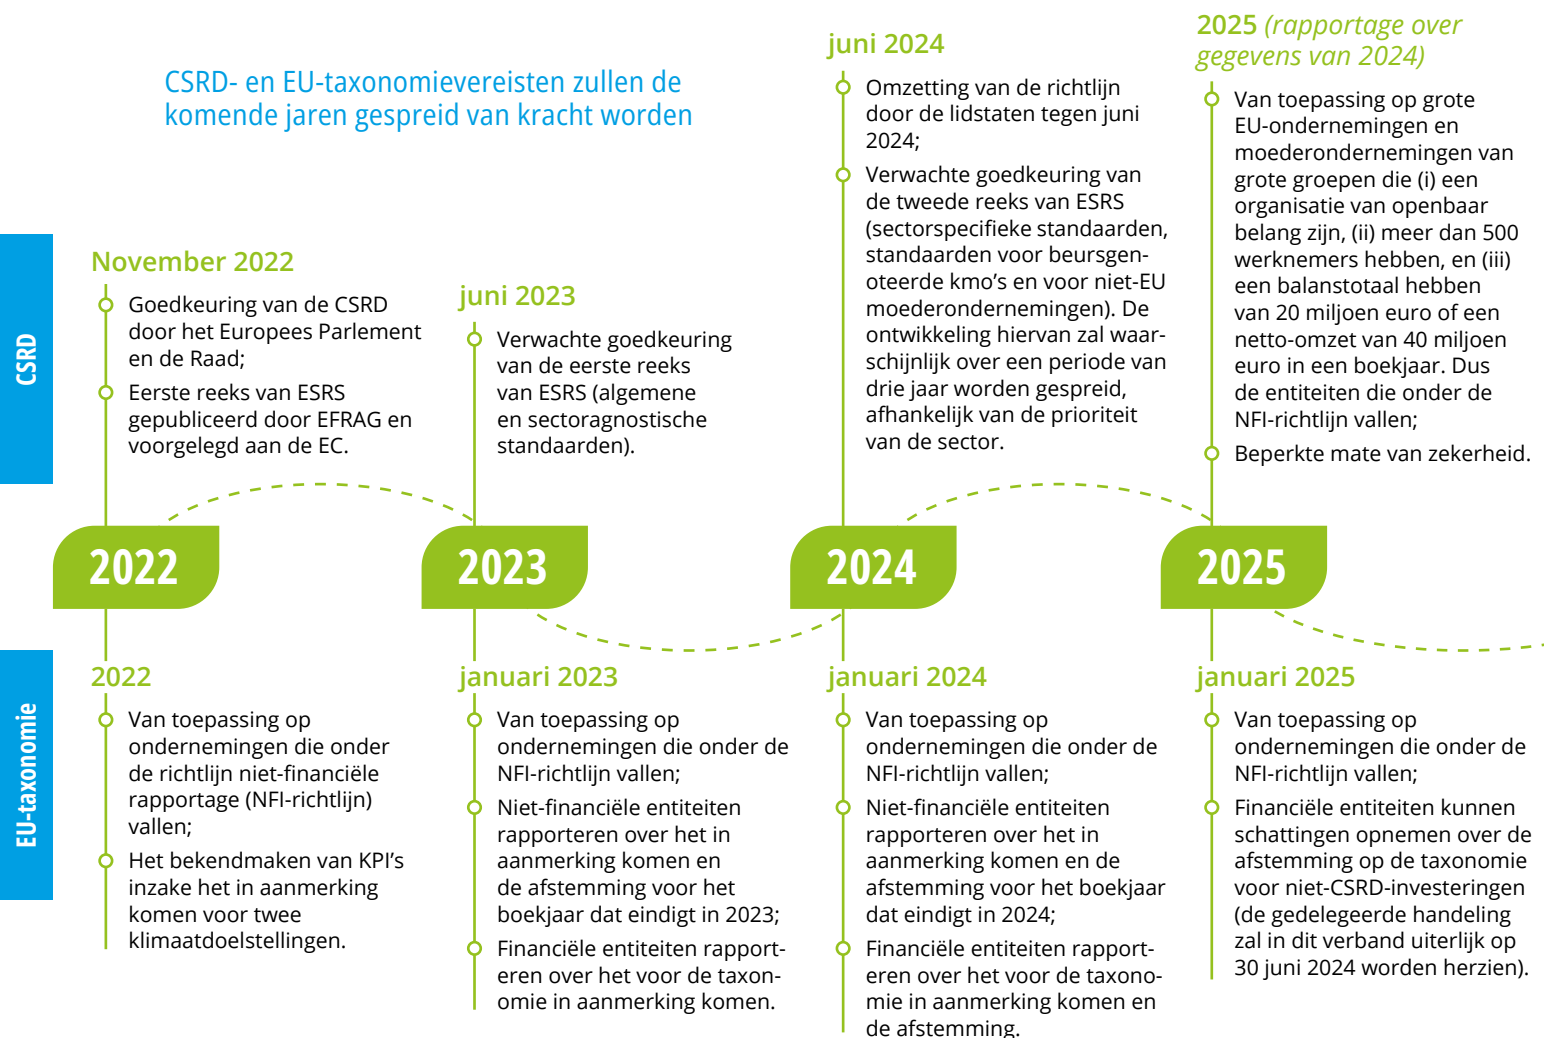 CSRD- en EU-taxonomievereisten zullen de
komende jaren gespreid van kracht worden
CSRD
November 2022
Goedkeuring van de CSRD
door het Europees Parlement
en de Raad;
Eerste reeks van ESRS
gepubliceerd door EFRAG en
voorgelegd aan de EC.
juni 2023
Verwachte goedkeuring
van de eerste reeks
van ESRS (algemene
en sectoragnostische
standaarden).
juni 2024
Omzetting van de richtlijn
door de lidstaten tegen juni
2024;
Verwachte goedkeuring van
de tweede reeks van ESRS
(sectorspecifieke standaarden,
standaarden voor beursgen-
oteerde kmo's en voor niet-EU
moederondernemingen). De
ontwikkeling hiervan zal waar-
schijnlijk over een periode van
drie jaar worden gespreid,
afhankelijk van de prioriteit
van de sector.
2025 (rapportage over
gegevens van 2024)
Van toepassing op grote
EU-ondernemingen en
moederondernemingen van
grote groepen die (i) een
organisatie van openbaar
belang zijn, (ii) meer dan 500
werknemers hebben, en (iii)
een balanstotaal hebben
van 20 miljoen euro of een
netto-omzet van 40 miljoen
euro in een boekjaar. Dus
de entiteiten die onder de
NFI-richtlijn vallen;
Beperkte mate van zekerheid.
2022
2023
2024
2025
EU-taxonomie
2022
Van toepassing op
ondernemingen die onder
de richtlijn niet-financiële
rapportage (NFI-richtlijn)
vallen;
Het bekendmaken van KPI's
inzake het in aanmerking
komen voor twee
klimaatdoelstellingen.
januari 2023
Van toepassing op
ondernemingen die onder de
NFI-richtlijn vallen;
Niet-financiële entiteiten
rapporteren over het in
aanmerking komen en
de afstemming voor het
boekjaar dat eindigt in 2023;
Financiële entiteiten rapport-
eren over het voor de taxon-
omie in aanmerking komen.
januari 2024
Van toepassing op
ondernemingen die onder de
NFI-richtlijn vallen;
Niet-financiële entiteiten
rapporteren over het in
aanmerking komen en de
afstemming voor het boekjaar
dat eindigt in 2024;
Financiële entiteiten rapport-
eren over het voor de taxono-
mie in aanmerking komen en
de afstemming.
januari 2025
Van toepassing op
ondernemingen die onder de
NFI-richtlijn vallen;
Financiële entiteiten kunnen
schattingen opnemen over de
afstemming op de taxonomie
voor niet-CSRD-investeringen
(de gedelegeerde handeling
zal in dit verband uiterlijk op
30 juni 2024 worden herzien).